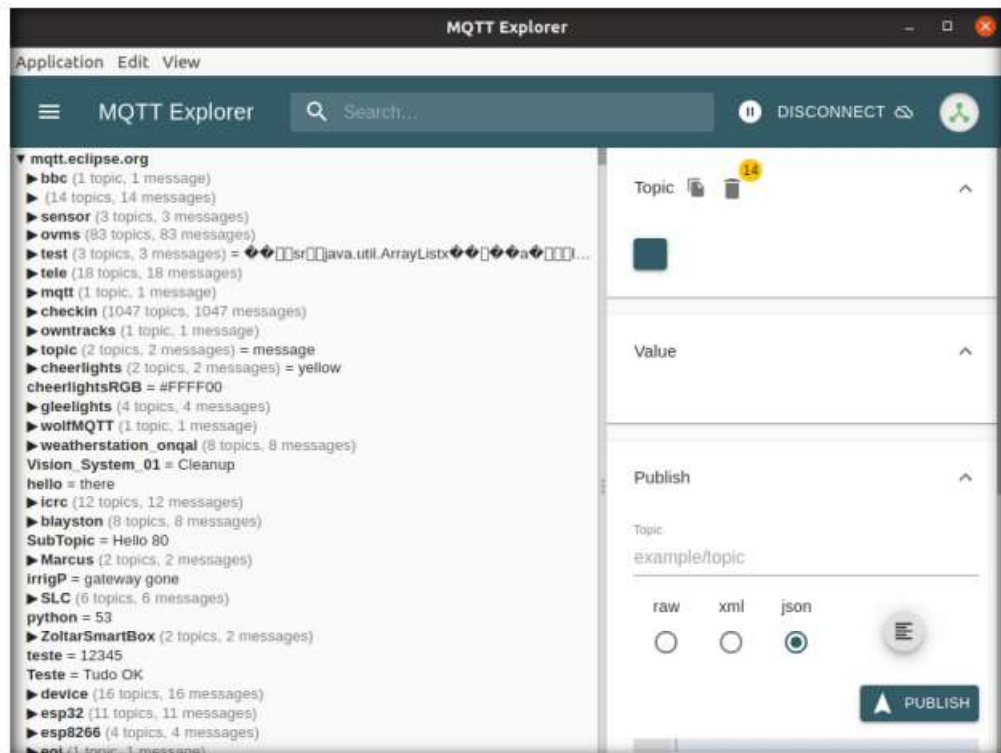 MQTT Explorer
Application Edit View
MQTT Explorer
Search...
DISCONNECT
▼ mqtt.eclipse.org
▶ bbc (1 topic, 1 message)
▶ (14 topics, 14 messages)
▶ sensor (3 topics, 3 messages)
▶ ovms (83 topics, 83 messages)
▶ test (3 topics, 3 messages) = ��▯▯sr▯▯java.util.ArrayListx��▯��a�▯▯▯I...
▶ tele (18 topics, 18 messages)
▶ mqtt (1 topic, 1 message)
▶ checkin (1047 topics, 1047 messages)
▶ owntracks (1 topic, 1 message)
▶ topic (2 topics, 2 messages) = message
▶ cheerlights (2 topics, 2 messages) = yellow
cheerlightsRGB = #FFFF00
▶ gleelights (4 topics, 4 messages)
▶ wolfMQTT (1 topic, 1 message)
▶ weatherstation_onqal (8 topics, 8 messages)
Vision_System_01 = Cleanup
hello = there
▶ icrc (12 topics, 12 messages)
▶ blayston (8 topics, 8 messages)
SubTopic = Hello 80
▶ Marcus (2 topics, 2 messages)
irrigP = gateway gone
▶ SLC (6 topics, 6 messages)
python = 53
▶ ZoltarSmartBox (2 topics, 2 messages)
teste = 12345
Teste = Tudo OK
▶ device (16 topics, 16 messages)
▶ esp32 (11 topics, 11 messages)
▶ esp8266 (4 topics, 4 messages)
Topic
14
Value
Publish
Topic
example/topic
raw xml json
PUBLISH